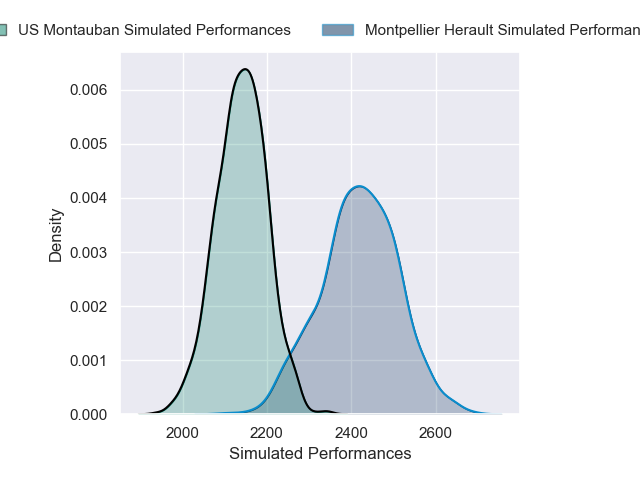 US Montauban Simulated Performances Montpellier Herault Simulated
0.006
0.005
0.004
0.003
0.002
0.001
0.000
Density
2000 2200 2400 2600
Simulated Performances